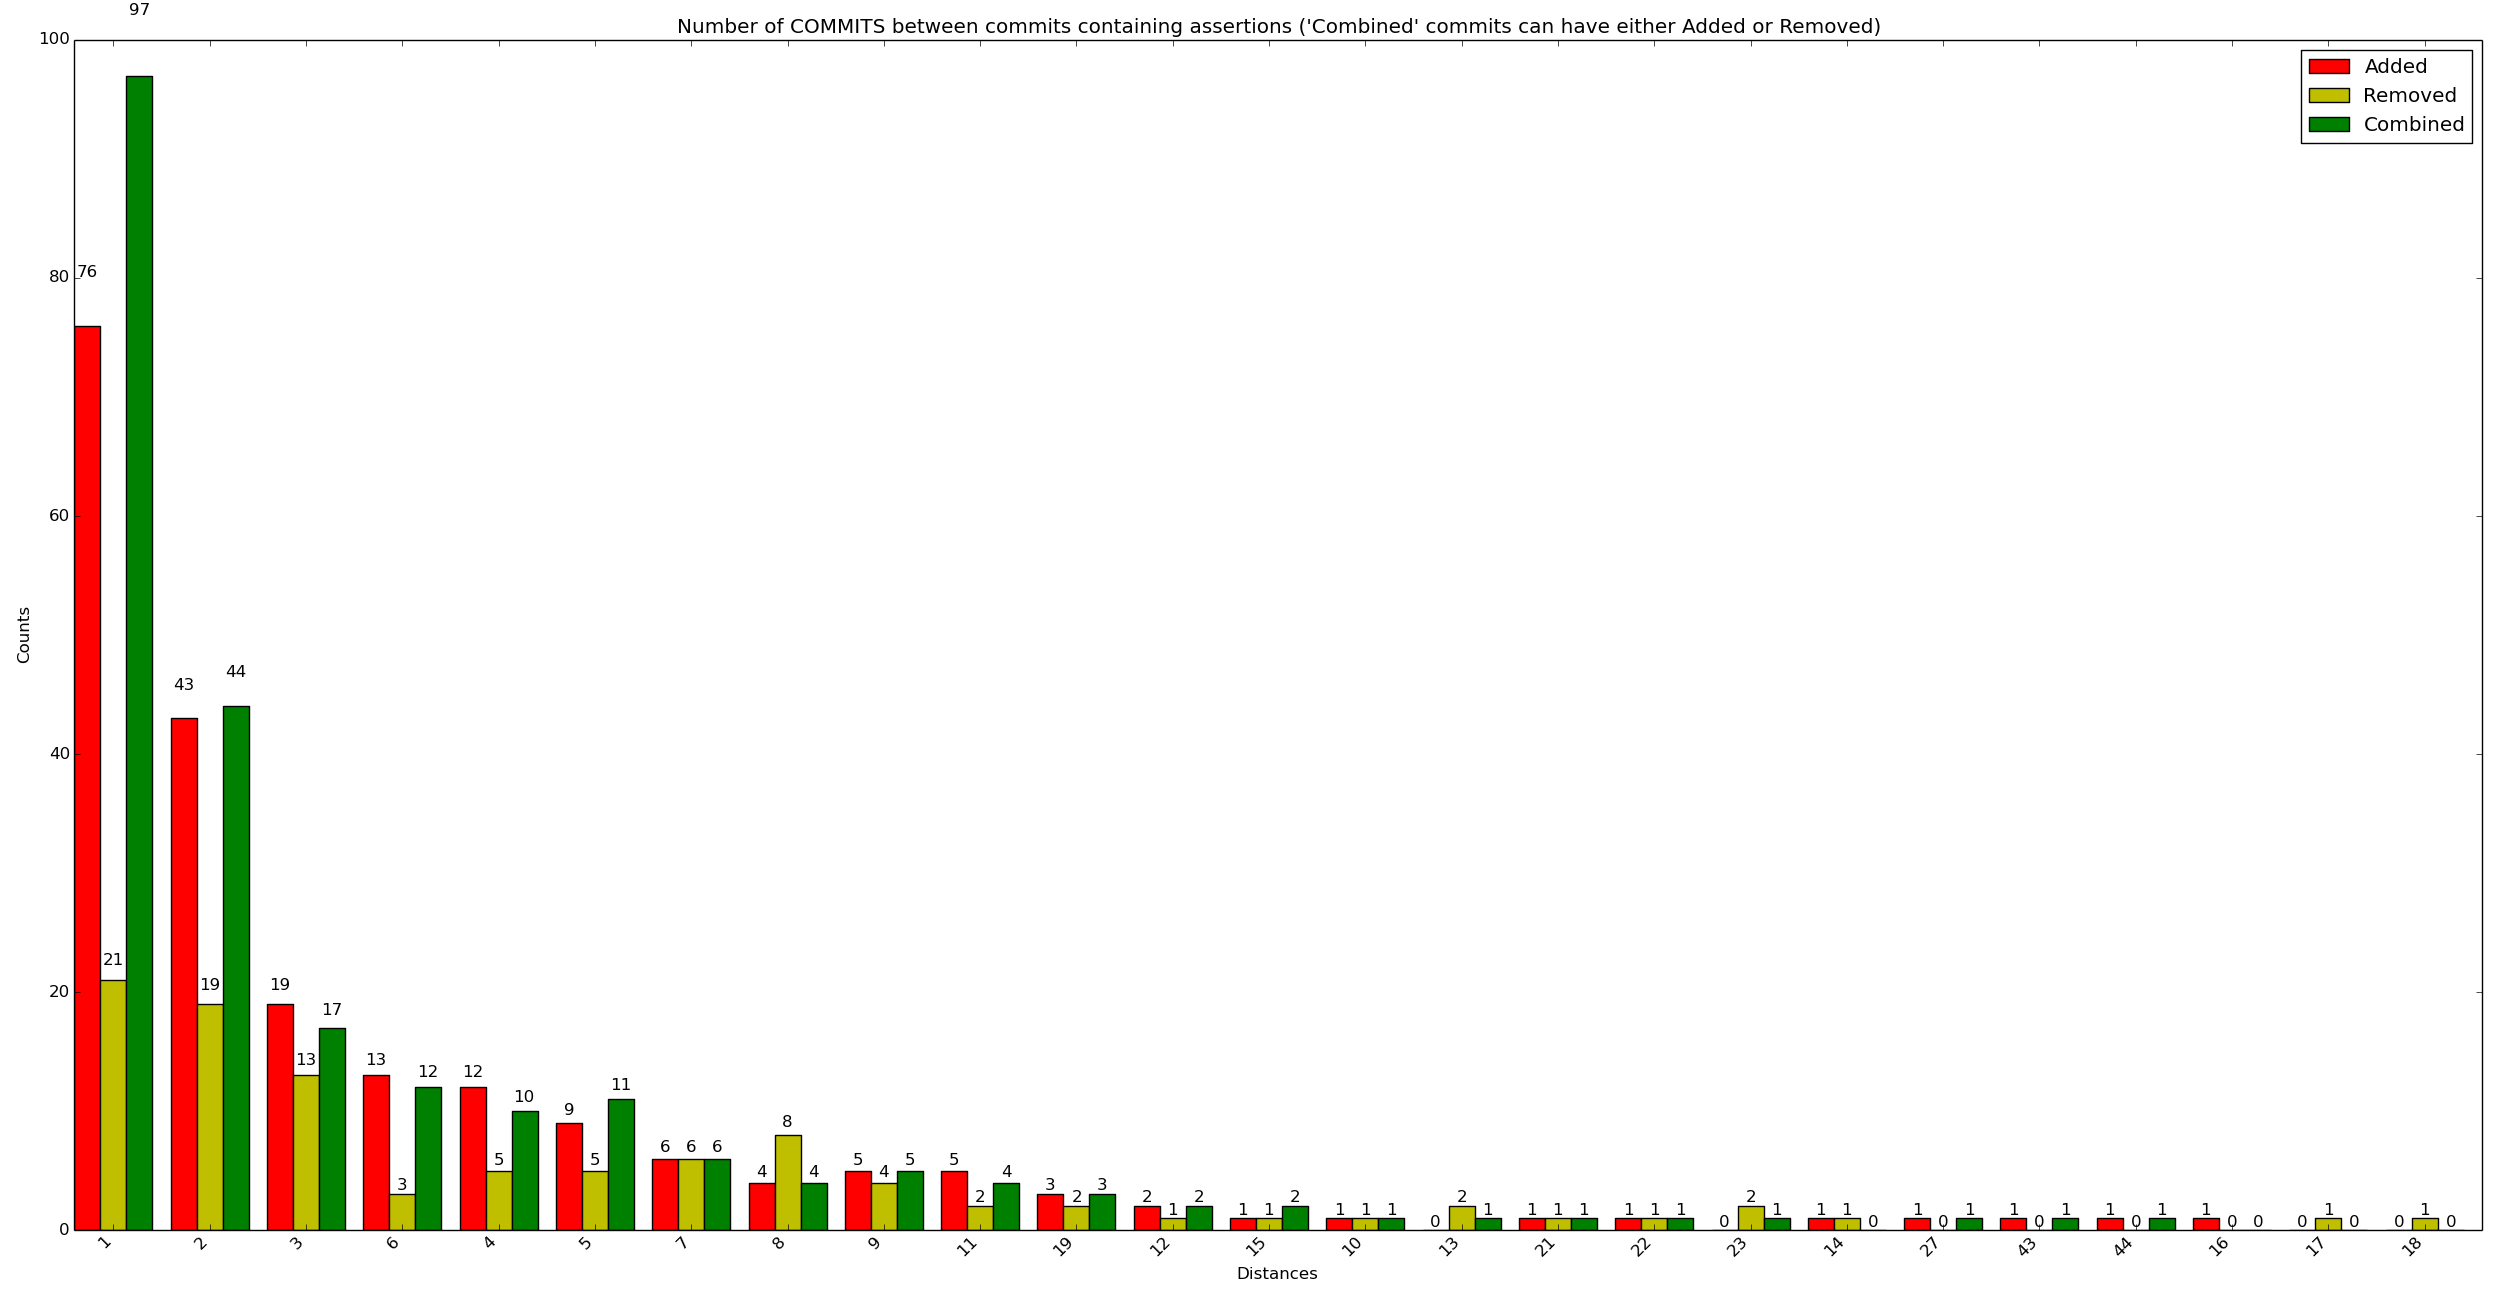 97
Number of COMMITS between commits containing assertions ('Combined' commits can have either Added or Removed)
100
Added
Removed
Combined
80
76
60
Counts
43 44
40
21
19
20
19 13 17
13 3 12
12 5 10
9 5 11
6 6 6
4 8 4
5 4 5
5 2 4
3 2 3
2 1 2
1 1 2
1 1 1
0 2 1
1 1 1
1 1 1
0 2 1
1 1 0
1 0 1
1 0 1
1 0 1
1 0 0
0 1 0
0 1 0
0
1 2 3 6 4 5 7 8 9 11 19 12 15 10 13 21 22 23 14 27 43 44 16 17 18
Distances